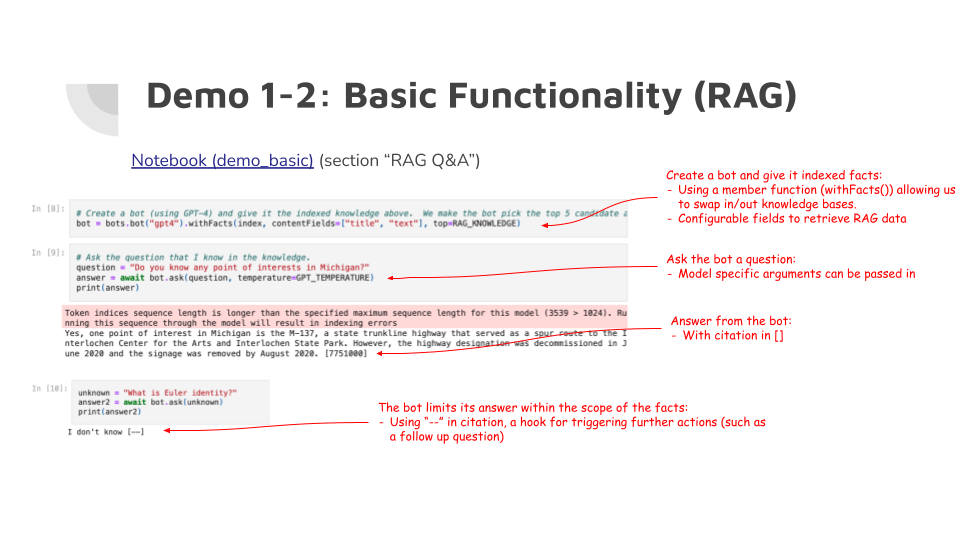 Demo 1-2: Basic Functionality (RAG)
Notebook (demo_basic) (section “RAG Q&A”)
Create a bot and give it indexed facts:
- Using a member function (withFacts()) allowing us
to swap in/out knowledge bases.
- Configurable fields to retrieve RAG data
In [8]:
# Create a bot (using GPT-4) and give it the indexed knowledge above.  We make the bot pick the top 5 candidate a
bot = bots.bot("gpt4").withFacts(index, contentFields=["title", "text"], top=RAG_KNOWLEDGE)
In [9]:
# Ask the question that I know in the knowledge.
question = "Do you know any point of interests in Michigan?"
answer = await bot.ask(question, temperature=GPT_TEMPERATURE)
print(answer)
Ask the bot a question:
- Model specific arguments can be passed in
Token indices sequence length is longer than the specified maximum sequence length for this model (3539 > 1024). Ru
nning this sequence through the model will result in indexing errors
Yes, one point of interest in Michigan is the M-137, a state trunkline highway that served as a spur route to the I
nterlochen Center for the Arts and Interlochen State Park. However, the highway designation was decommissioned in J
une 2020 and the signage was removed by August 2020. [7751000]
Answer from the bot:
- With citation in []
In [10]:
unknown = "What is Euler identity?"
answer2 = await bot.ask(unknown)
print(answer2)
I don't know [--]
The bot limits its answer within the scope of the facts:
- Using “--” in citation, a hook for triggering further actions (such as
a follow up question)